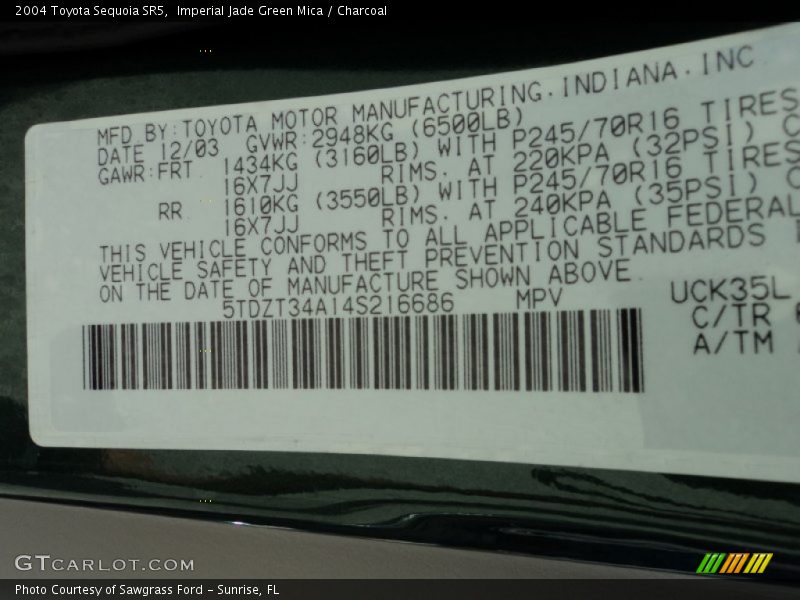 2004 Toyota Sequoia SR5,  Imperial Jade Green Mica / Charcoal
MFD. BY: TOYOTA MOTOR MANUFACTURING. INDIANA. INC
DATE 12/03   GVWR: 2948KG (6500LB)
GAWR: FRT  1434KG (3160LB) WITH P245/70R16 TIRES
16X7JJ   RIMS. AT 220KPA (32PSI) C
RR  1610KG (3550LB) WITH P245/70R16 TIRES
16X7JJ   RIMS. AT 240KPA (35PSI) C
THIS VEHICLE CONFORMS TO ALL APPLICABLE FEDERAL
VEHICLE SAFETY AND THEFT PREVENTION STANDARDS
ON THE DATE OF MANUFACTURE SHOWN ABOVE.
5TDZT34A14S216686   MPV   UCK35L
C/TR
A/TM
GTCARLOT.COM
Photo Courtesy of Sawgrass Ford - Sunrise, FL